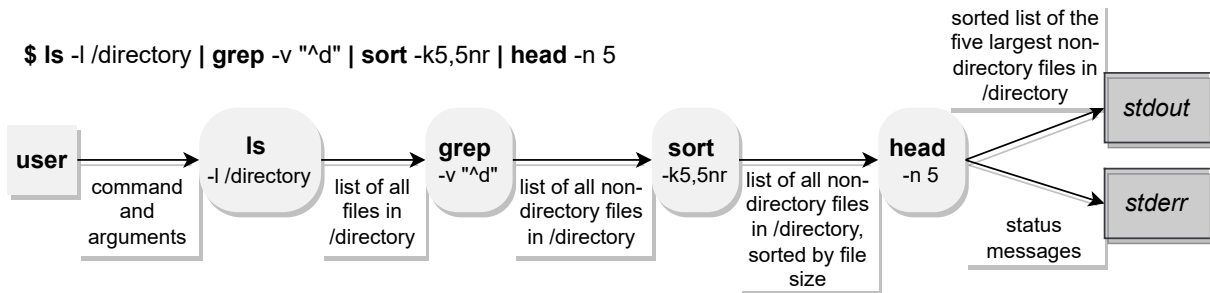 $ ls -l /directory | grep -v "^d" | sort -k5,5nr | head -n 5
user
command
and
arguments
ls
-l /directory
list of all
files in
/directory
grep
-v "^d"
list of all non-
directory files
in /directory
sort
-k5,5nr
list of all non-
directory files
in /directory,
sorted by file
size
head
-n 5
sorted list of the
five largest non-
directory files in
/directory
stdout
status
messages
stderr